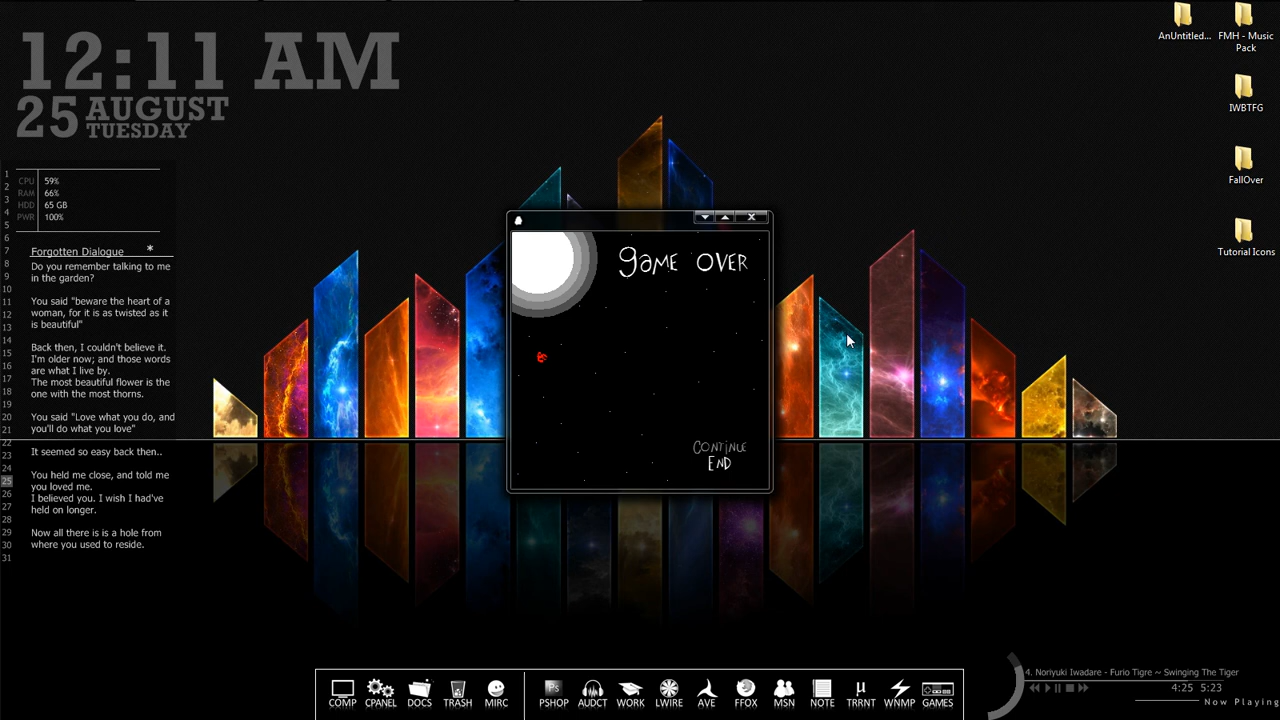 12:11 AM
25 AUGUST
TUESDAY
AnUntitled...
FMH - Music Pack
IWBTFG
FallOver
Tutorial Icons
1
2
3
4
5
6
7
8
9
10
11
12
13
14
15
16
17
18
19
20
21
22
23
24
25
26
27
28
29
30
31
CPU 59%
RAM 66%
HDD 65 GB
PWR 100%
Forgotten Dialogue *
Do you remember talking to me
in the garden?
You said "beware the heart of a
woman, for it is as twisted as it
is beautiful"
Back then, I couldn't believe it.
I'm older now; and those words
are what I live by.
The most beautiful flower is the
one with the most thorns.
You said "Love what you do, and
you'll do what you love"
It seemed so easy back then..
You held me close, and told me
you loved me.
I believed you. I wish I had've
held on longer.
Now all there is is a hole from
where you used to reside.
GAME OVER
CONTINUE
END
COMP CPANEL DOCS TRASH MIRC PSHOP AUDCT WORK LWIRE AVE FFOX MSN NOTE TRRNT WNMP GAMES
Ps
μ
4. Noriyuki Iwadare - Furio Tigre ~ Swinging The Tiger
4:25 5:23
Now Playing